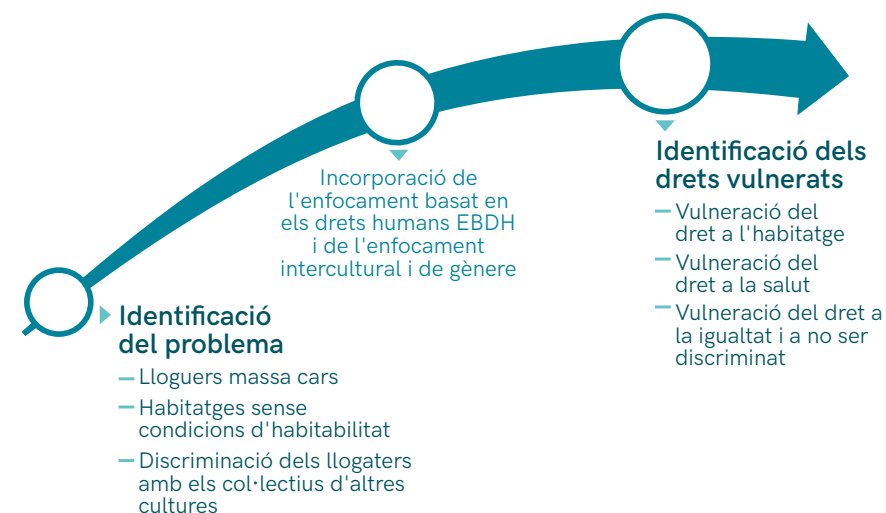 Identificació
del problema
– Lloguers massa cars
– Habitatges sense
condicions d'habitabilitat
– Discriminació dels llogaters
amb els col·lectius d'altres
cultures
Incorporació de
l'enfocament basat en
els drets humans EBDH
i de l'enfocament
intercultural i de gènere
Identificació dels
drets vulnerats
– Vulneració del
dret a l'habitatge
– Vulneració del
dret a la salut
– Vulneració del dret a
la igualtat i a no ser
discriminat